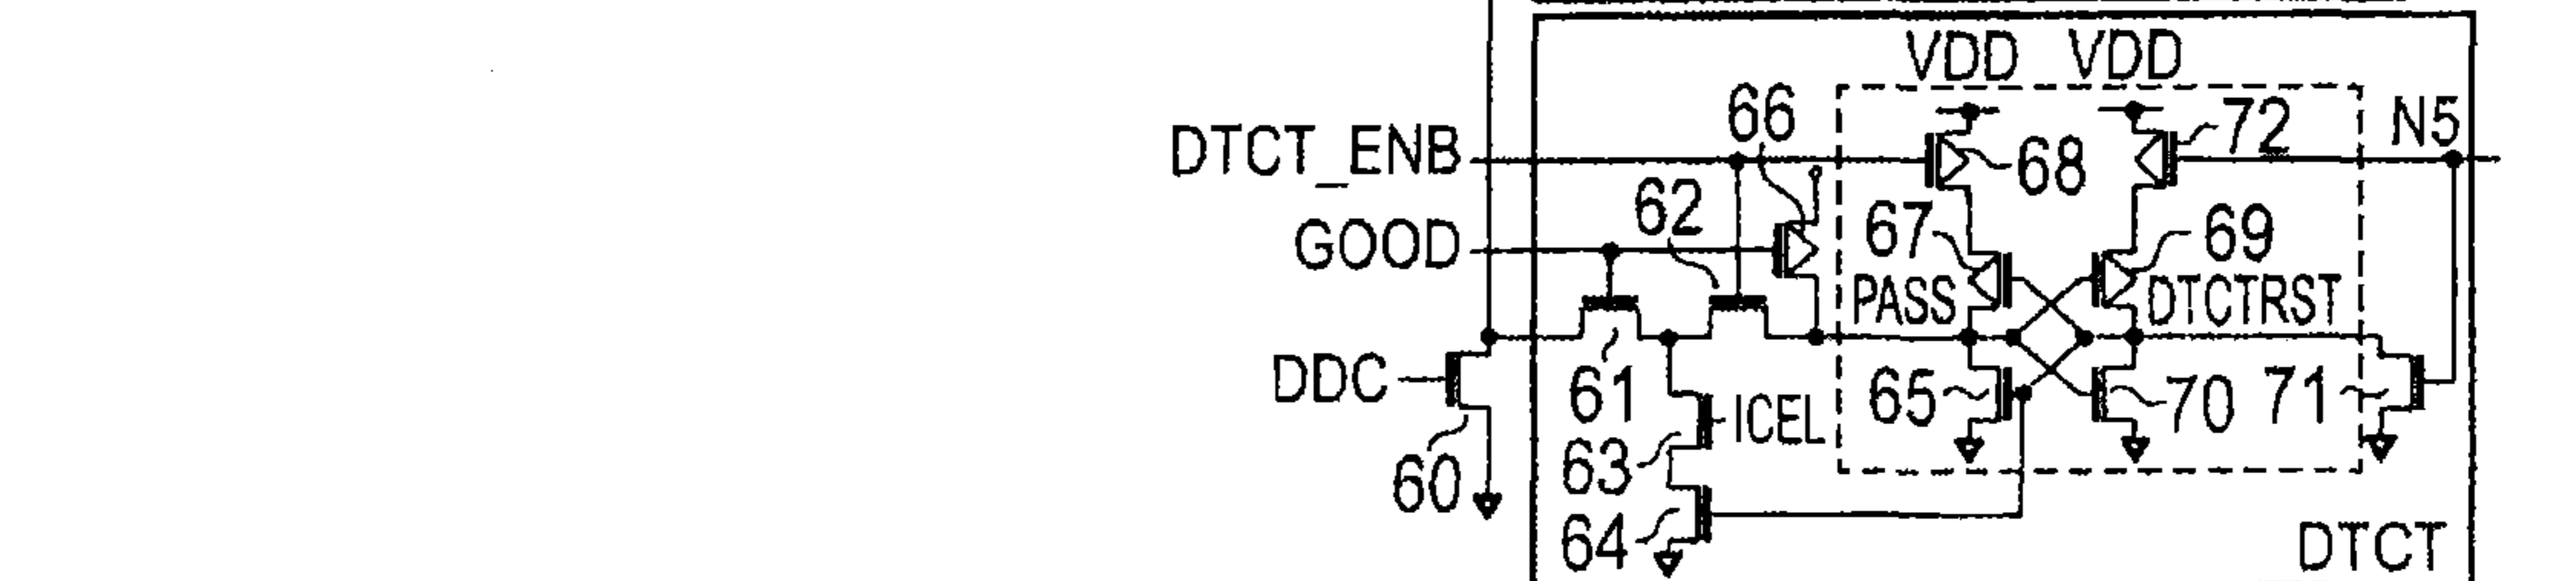 VDD VDD
66
72
N5
DTCT_ENB
68
62
GOOD
67
69
PASS
DTCTRST
DDC
61
ICEL
65
70
71
63
60
64
DTCT